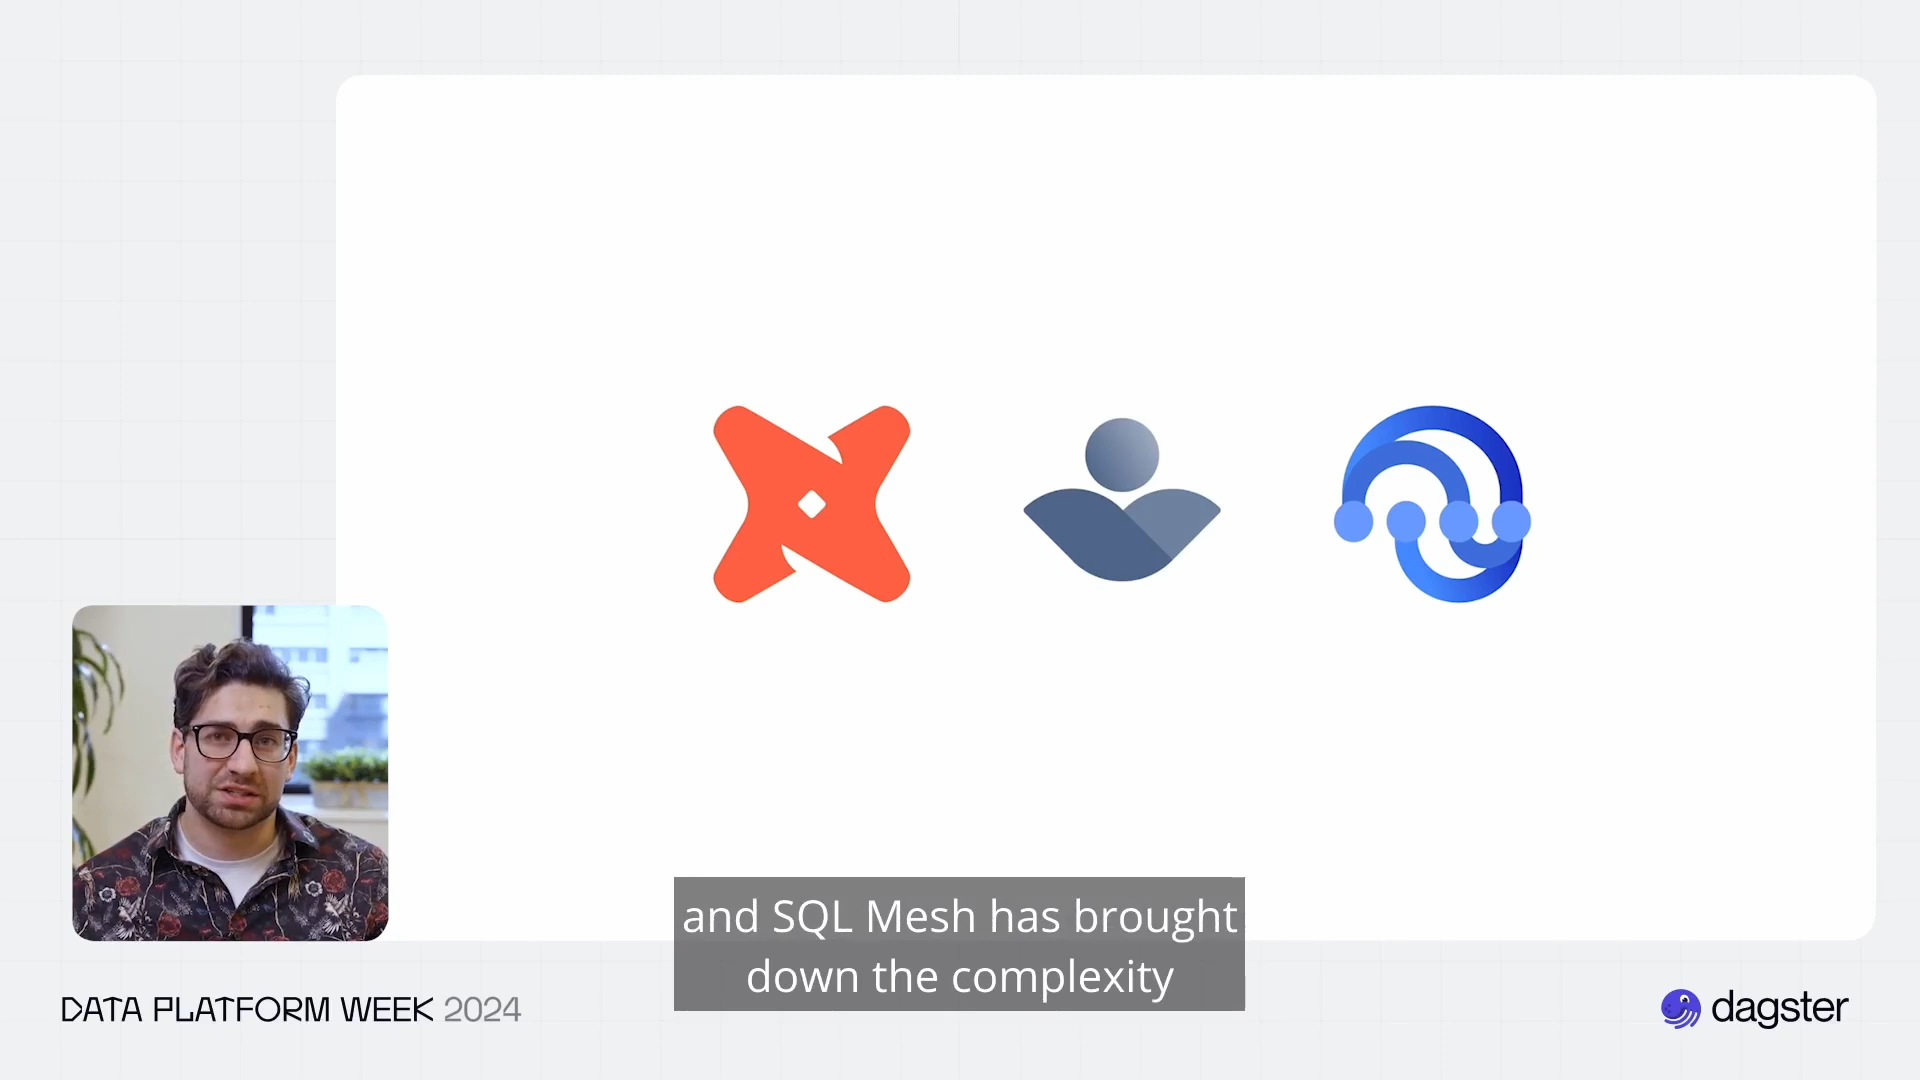 and SQL Mesh has brought
down the complexity
DATA PLATFORM WEEK 2024
dagster